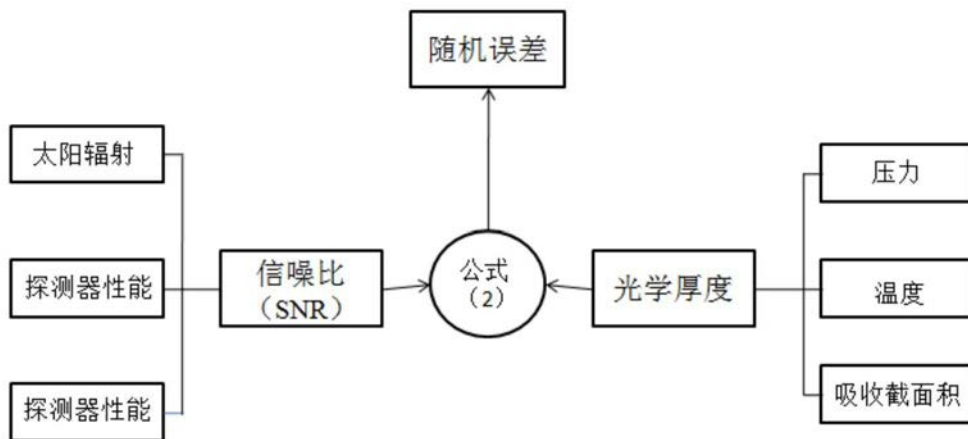 随机误差
太阳辐射
压力
探测器性能
信噪比
（SNR）
公式
（2）
光学厚度
温度
探测器性能
吸收截面积